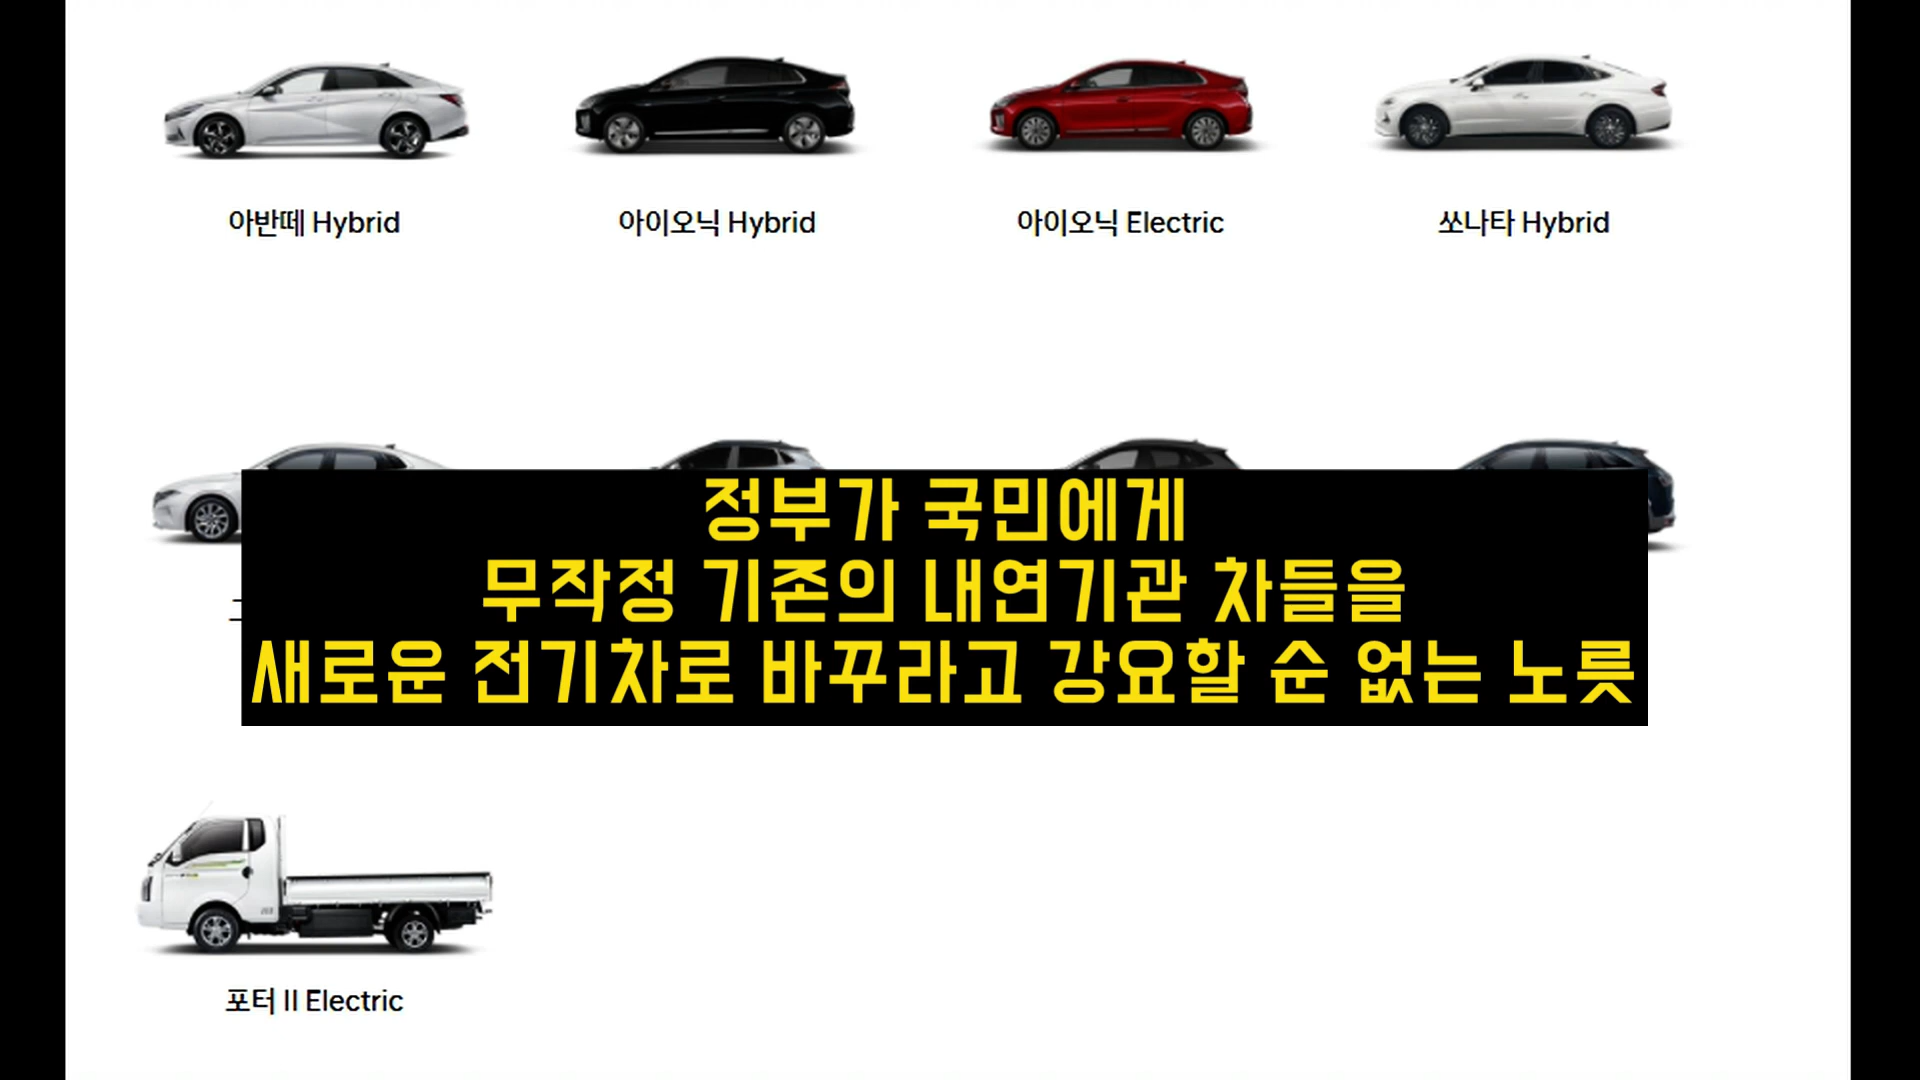 아반떼 Hybrid
아이오닉 Hybrid
아이오닉 Electric
쏘나타 Hybrid
정부가 국민에게
무작정 기존의 내연기관 차들을
새로운 전기차로 바꾸라고 강요할 순 없는 노릇
포터 II Electric